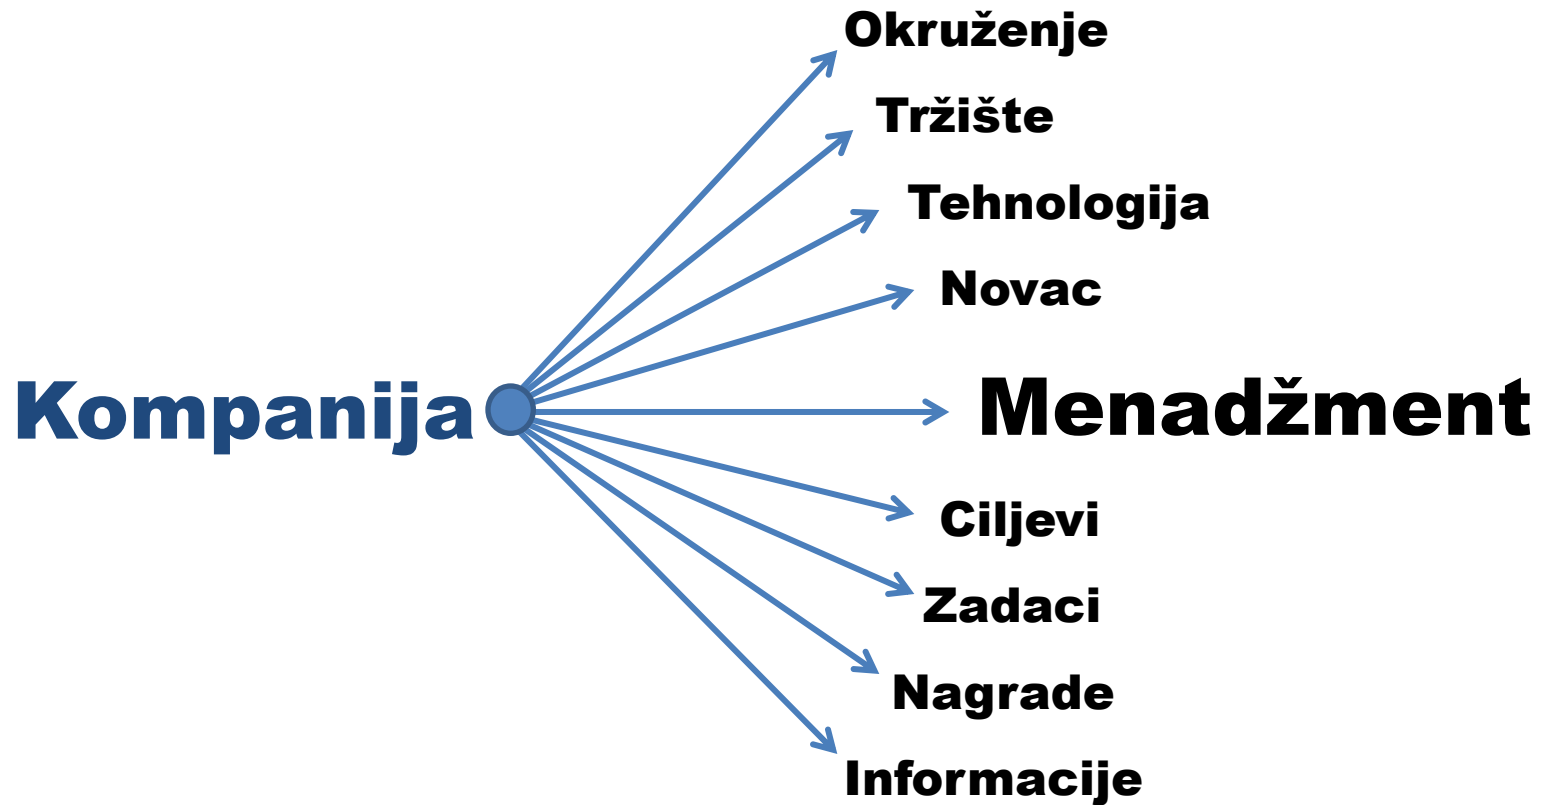 Okruženje
Tržište
Tehnologija
Novac
Kompanija
Menadžment
Ciljevi
Zadaci
Nagrade
Informacije